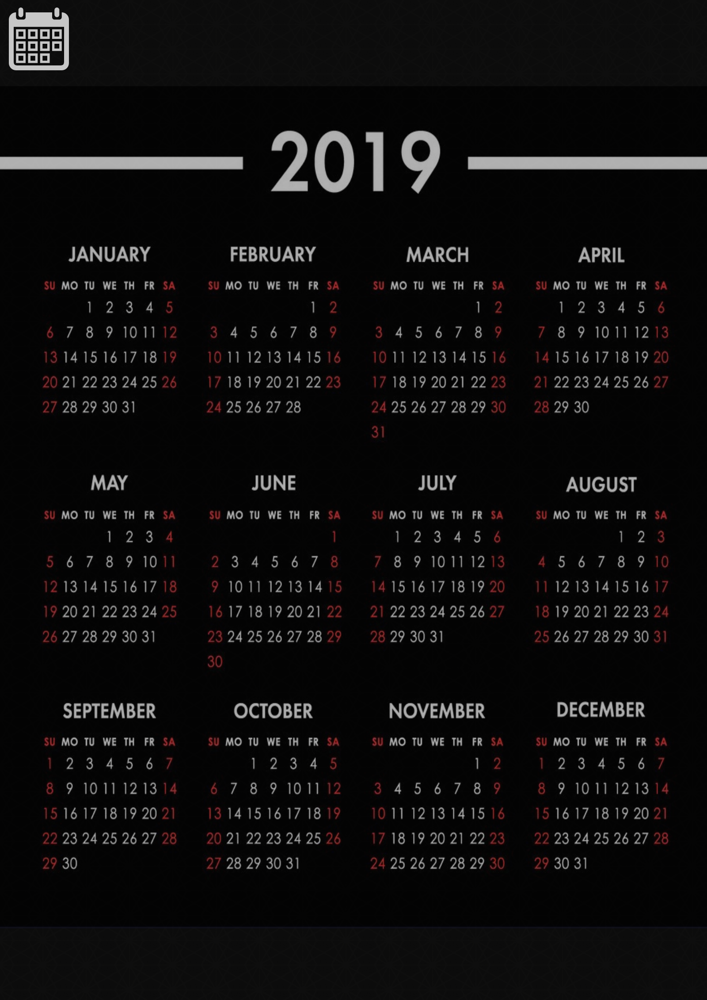 2019
JANUARY
SU MO TU WE TH FR SA
1 2 3 4 5
6 7 8 9 10 11 12
13 14 15 16 17 18 19
20 21 22 23 24 25 26
27 28 29 30 31
FEBRUARY
SU MO TU WE TH FR SA
1 2
3 4 5 6 7 8 9
10 11 12 13 14 15 16
17 18 19 20 21 22 23
24 25 26 27 28
MARCH
SU MO TU WE TH FR SA
1 2
3 4 5 6 7 8 9
10 11 12 13 14 15 16
17 18 19 20 21 22 23
24 25 26 27 28 29 30
31
APRIL
SU MO TU WE TH FR SA
1 2 3 4 5 6
7 8 9 10 11 12 13
14 15 16 17 18 19 20
21 22 23 24 25 26 27
28 29 30
MAY
SU MO TU WE TH FR SA
1 2 3 4
5 6 7 8 9 10 11
12 13 14 15 16 17 18
19 20 21 22 23 24 25
26 27 28 29 30 31
JUNE
SU MO TU WE TH FR SA
1
2 3 4 5 6 7 8
9 10 11 12 13 14 15
16 17 18 19 20 21 22
23 24 25 26 27 28 29
30
JULY
SU MO TU WE TH FR SA
1 2 3 4 5 6
7 8 9 10 11 12 13
14 15 16 17 18 19 20
21 22 23 24 25 26 27
28 29 30 31
AUGUST
SU MO TU WE TH FR SA
1 2 3
4 5 6 7 8 9 10
11 12 13 14 15 16 17
18 19 20 21 22 23 24
25 26 27 28 29 30 31
SEPTEMBER
SU MO TU WE TH FR SA
1 2 3 4 5 6 7
8 9 10 11 12 13 14
15 16 17 18 19 20 21
22 23 24 25 26 27 28
29 30
OCTOBER
SU MO TU WE TH FR SA
1 2 3 4 5
6 7 8 9 10 11 12
13 14 15 16 17 18 19
20 21 22 23 24 25 26
27 28 29 30 31
NOVEMBER
SU MO TU WE TH FR SA
1 2
3 4 5 6 7 8 9
10 11 12 13 14 15 16
17 18 19 20 21 22 23
24 25 26 27 28 29 30
DECEMBER
SU MO TU WE TH FR SA
1 2 3 4 5 6 7
8 9 10 11 12 13 14
15 16 17 18 19 20 21
22 23 24 25 26 27 28
29 30 31